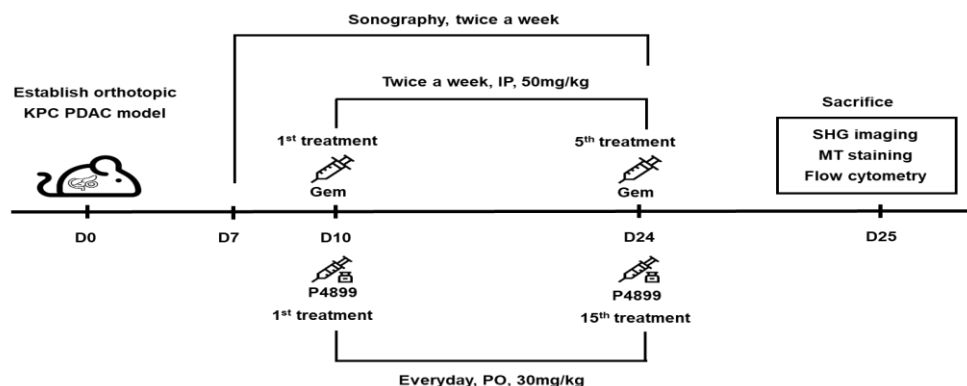 Sonography, twice a week
Twice a week, IP, 50mg/kg
Establish orthotopic
KPC PDAC model
Sacrifice
1st treatment
5th treatment
SHG imaging
MT staining
Flow cytometry
Gem
Gem
D0
D7
D10
D24
D25
P4899
1st treatment
P4899
15th treatment
Everyday, PO, 30mg/kg